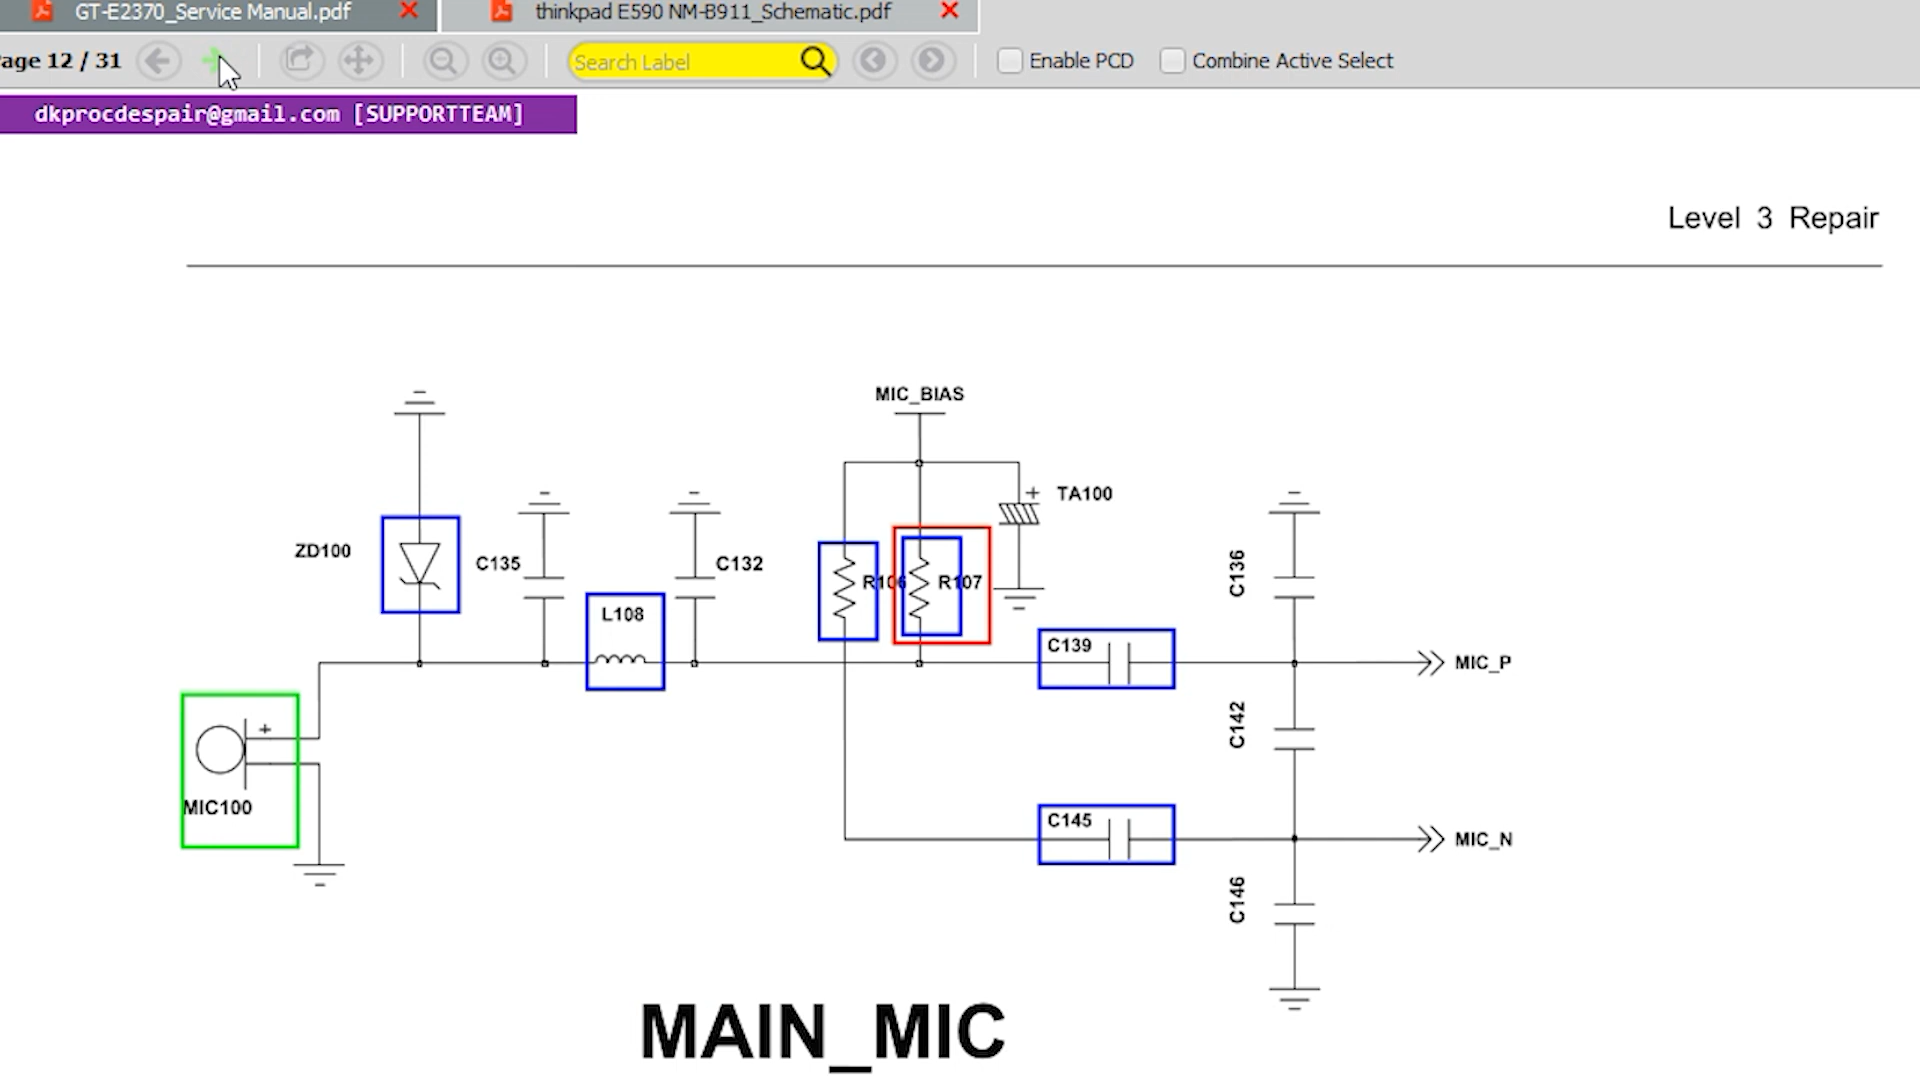 GT-E2370_Service Manual.pdf
thinkpad E590 NM-B911_Schematic.pdf
age 12 / 31
Search Label
Enable PCD
Combine Active Select
dkprocdespair@gmail.com [SUPPORTTEAM]
Level 3 Repair
MIC_BIAS
+
TA100
ZD100
C135
C132
R106
R107
C136
L108
C139
MIC_P
C142
+
MIC100
C145
MIC_N
C146
MAIN_MIC